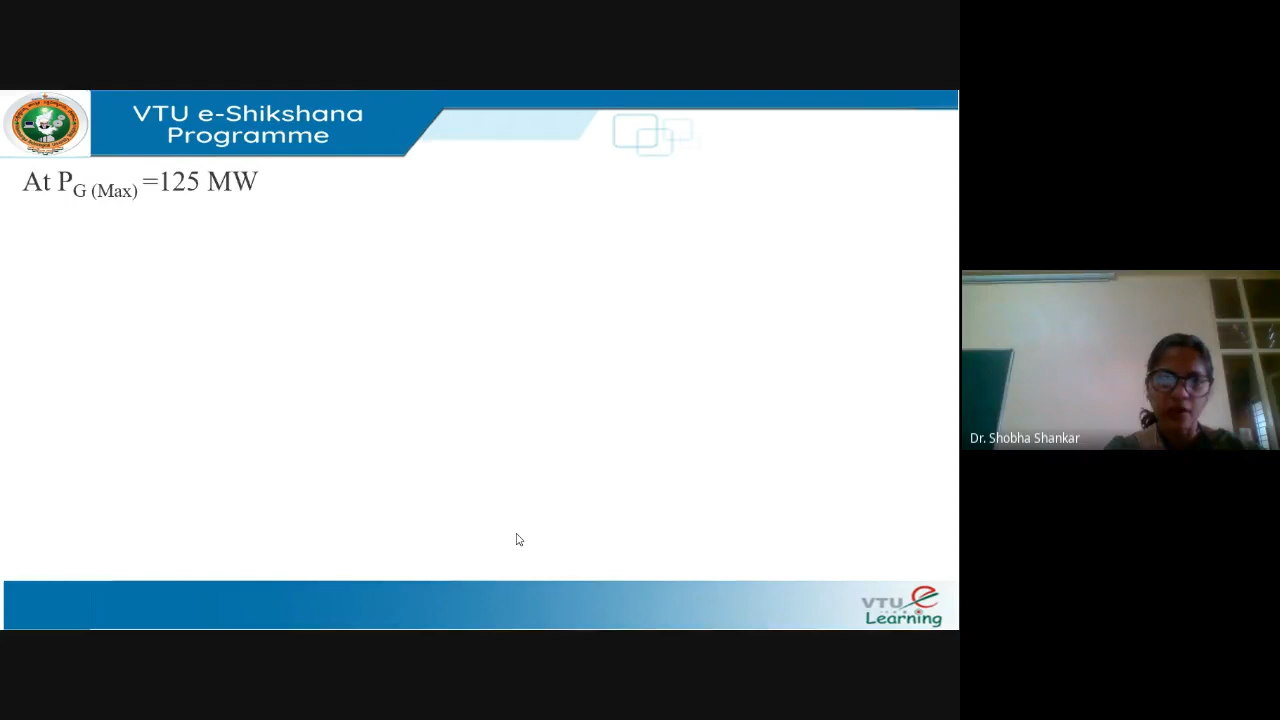 VTU e-Shikshana
Programme
At P_G (Max) =125 MW
Dr. Shobha Shankar
VTU e
Learning